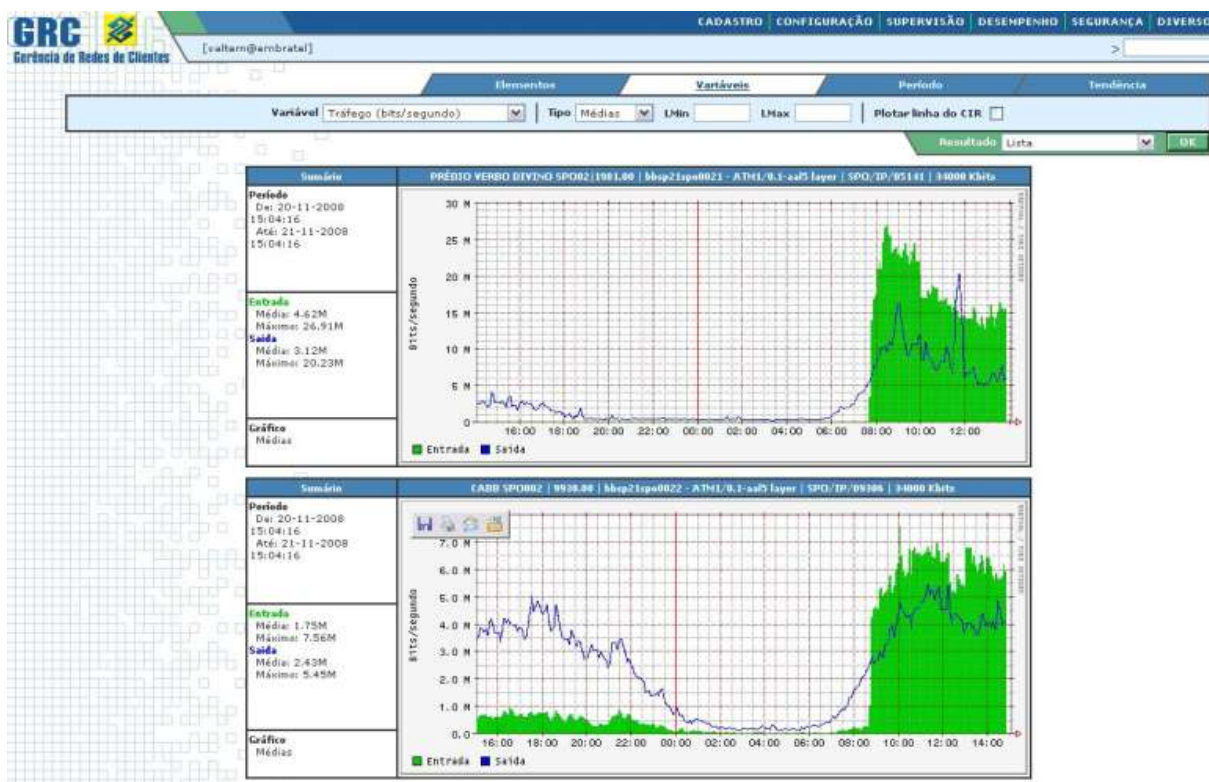 GRC
Gerência de Redes de Clientes
CADASTRO CONFIGURAÇÃO SUPERVISÃO DESEMPENHO SEGURANÇA DIVERSO
[valtern@embratel]
>
Elementos Variáveis Período Tendência
Variável Tráfego (bits/segundo) Tipo Médias LMin LMax Plotar linha do CIR
Resultado Lista OK
Sumário
PRÉDIO VERBO DIVINO SPO02|1901.00 | bbsp21spo0021 - ATM1/0.1-aal5 layer | SPO/IP/05141 | 34000 Kbits
Período
De: 20-11-2008
15:04:16
Até: 21-11-2008
15:04:16
Entrada
Média: 4.62M
Máximo: 26.91M
Saída
Média: 3.12M
Máximo: 20.23M
Gráfico
Médias
Bits/segundo
30 M
25 M
20 M
15 M
10 M
5 M
0
16:00 18:00 20:00 22:00 00:00 02:00 04:00 06:00 08:00 10:00 12:00
Entrada Saida
Sumário
CABB SPO002 | 9930.00 | bbsp21spo0022 - ATM1/0.1-aal5 layer | SPO/IP/09306 | 34000 Kbits
Período
De: 20-11-2008
15:04:16
Até: 21-11-2008
15:04:16
Entrada
Média: 1.75M
Máximo: 7.56M
Saída
Média: 2.43M
Máximo: 5.45M
Gráfico
Médias
Bits/segundo
7.0 M
6.0 M
5.0 M
4.0 M
3.0 M
2.0 M
1.0 M
0.0
16:00 18:00 20:00 22:00 00:00 02:00 04:00 06:00 08:00 10:00 12:00 14:00
Entrada Saida